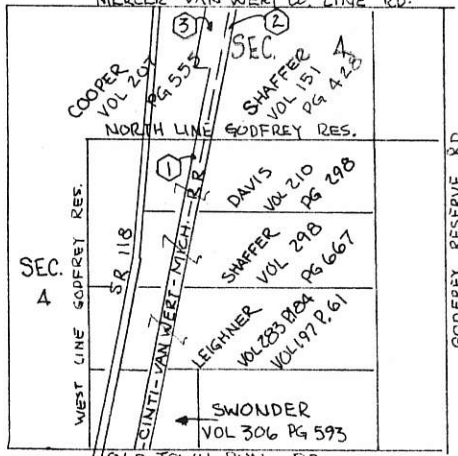 MERCER VAN WERT CO. LINE RD.
3
2
SEC. 4
COOPER
VOL 207
PG 555
SHAFFER
VOL 151
PG 428
NORTH LINE GODFREY RES.
1
DAVIS
VOL 210
PG 298
SHAFFER
VOL 298
PG 667
LEIGHNER
VOL 283 P.184
VOL 197 P. 61
SWONDER
VOL 306 PG 593
SEC.
4
WEST LINE GODFREY RES.
SR 118
CINTI-VAN WERT-MICH. R.R
GODFREY RESERVE RD